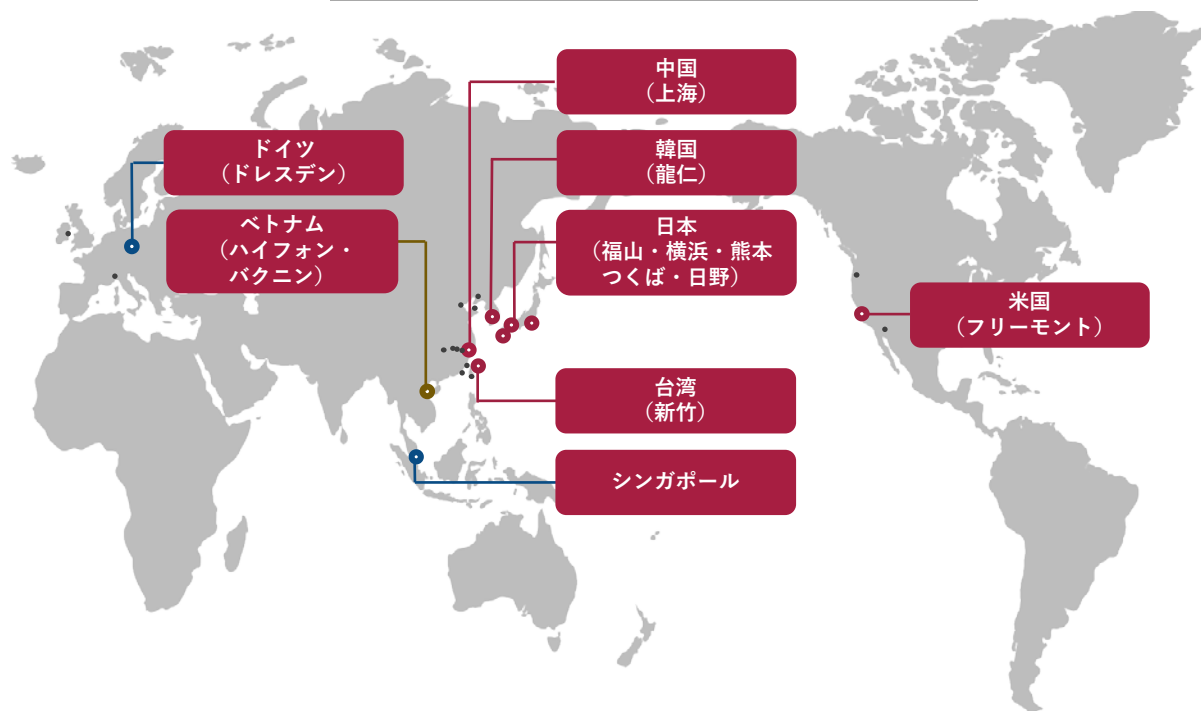 中国
（上海）
ドイツ
（ドレスデン）
韓国
（龍仁）
ベトナム
（ハイフォン・
バクニン）
日本
（福山・横浜・熊本
つくば・日野）
米国
（フリーモント）
台湾
（新竹）
シンガポール